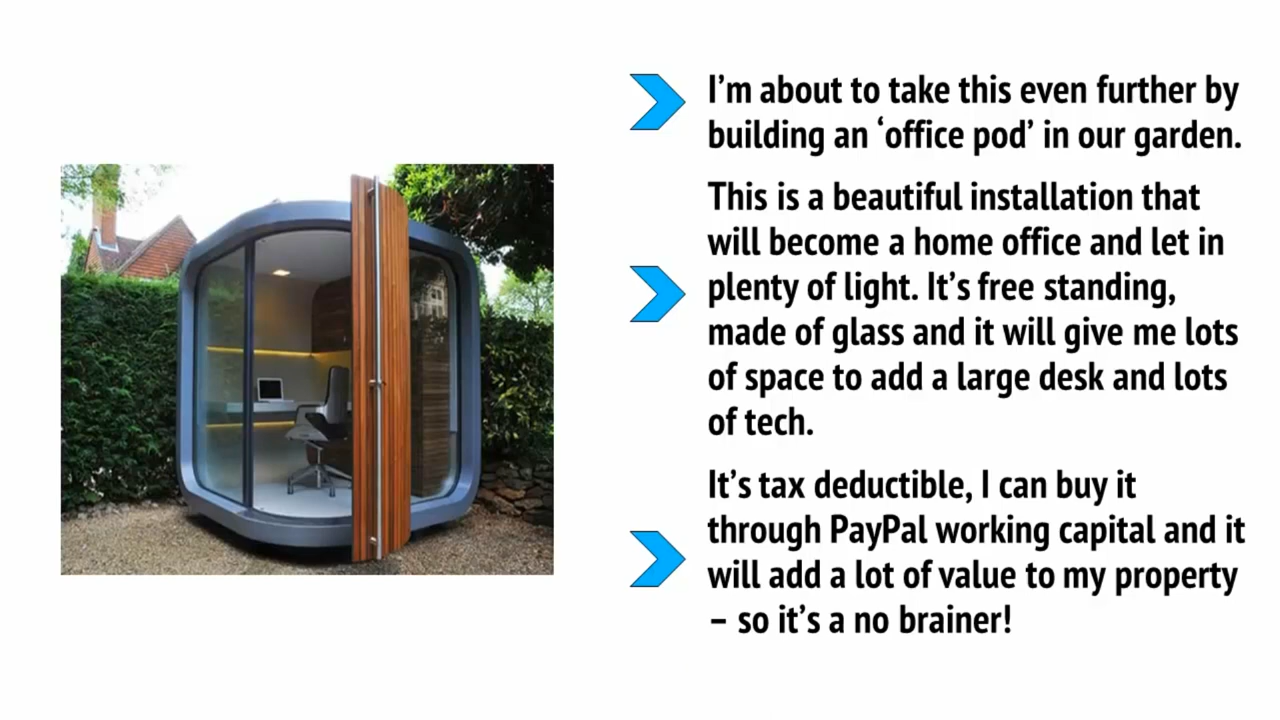 I’m about to take this even further by
building an ‘office pod’ in our garden.
This is a beautiful installation that
will become a home office and let in
plenty of light. It’s free standing,
made of glass and it will give me lots
of space to add a large desk and lots
of tech.
It’s tax deductible, I can buy it
through PayPal working capital and it
will add a lot of value to my property
– so it’s a no brainer!